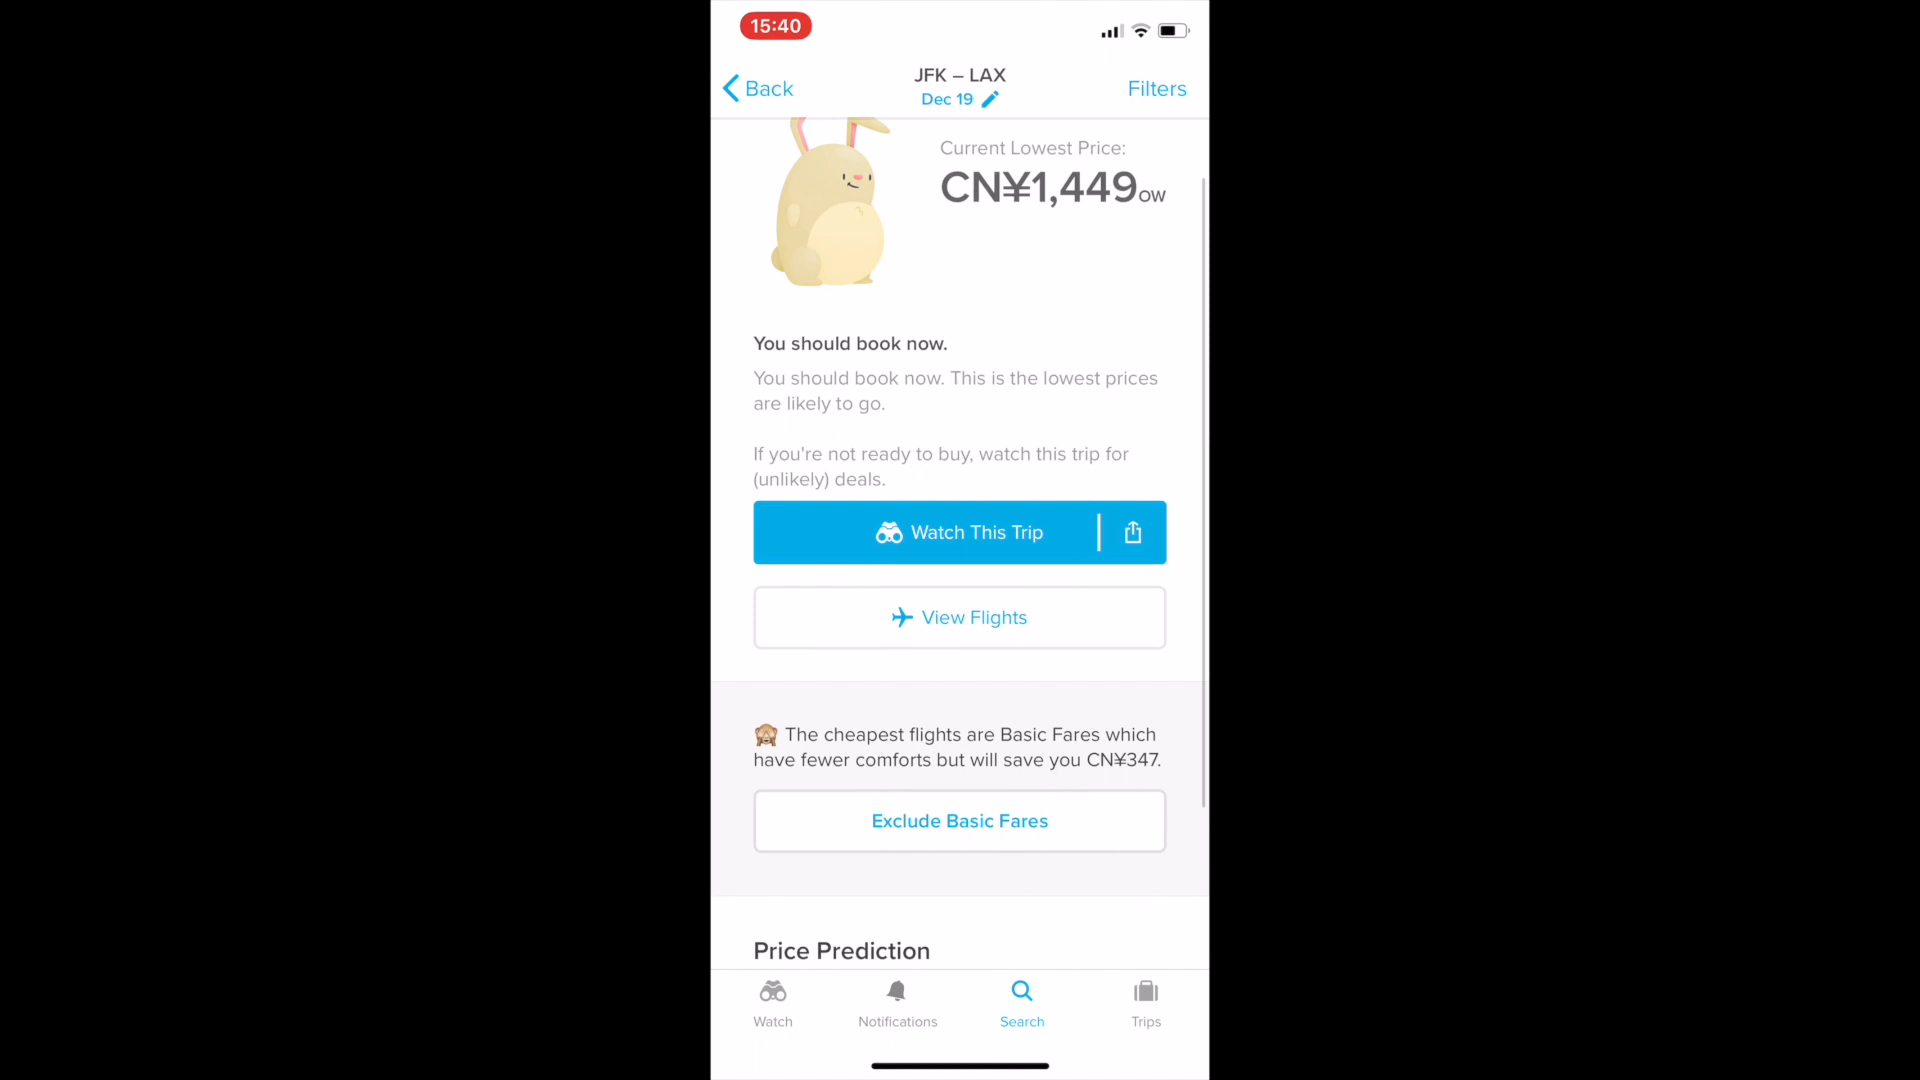 15:40
Back
JFK – LAX
Dec 19
Filters
Current Lowest Price:
CN¥1,449OW
You should book now.
You should book now. This is the lowest prices
are likely to go.
If you're not ready to buy, watch this trip for
(unlikely) deals.
Watch This Trip
View Flights
The cheapest flights are Basic Fares which
have fewer comforts but will save you CN¥347.
Exclude Basic Fares
Price Prediction
Watch
Notifications
Search
Trips